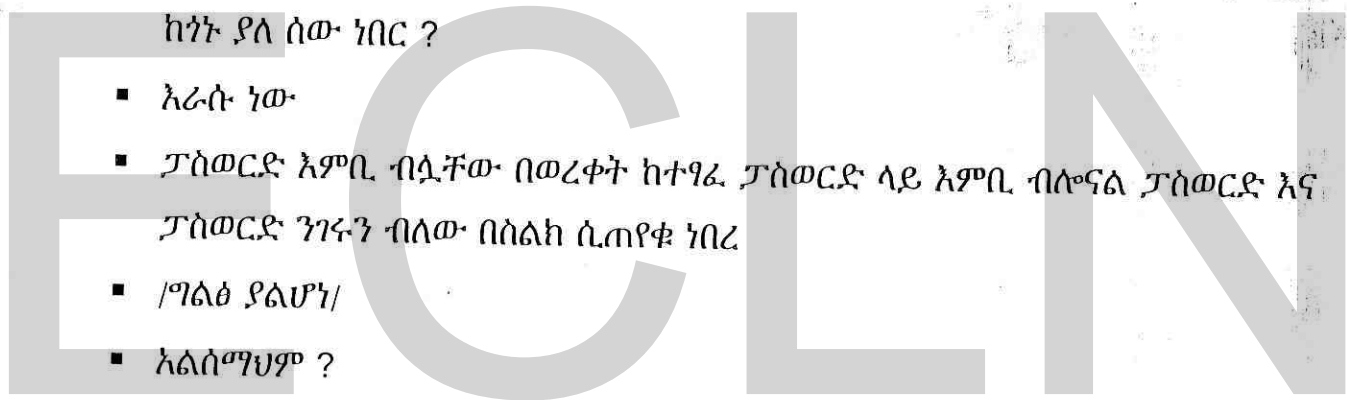 ከጎኑ ያለ ሰው ነበር ?
▪ እራሱ ነው
▪ ፓስወርድ እምቢ ብሏቸው በወረቀት ከተፃፈ ፓስወርድ ላይ እምቢ ብሎናል ፓስወርድ እና
ፓስወርድ ንገሩን ብለው በስልክ ሲጠየቁ ነበረ
▪ /ግልፅ ያልሆነ/
▪ አልሰማህም ?
ECLN